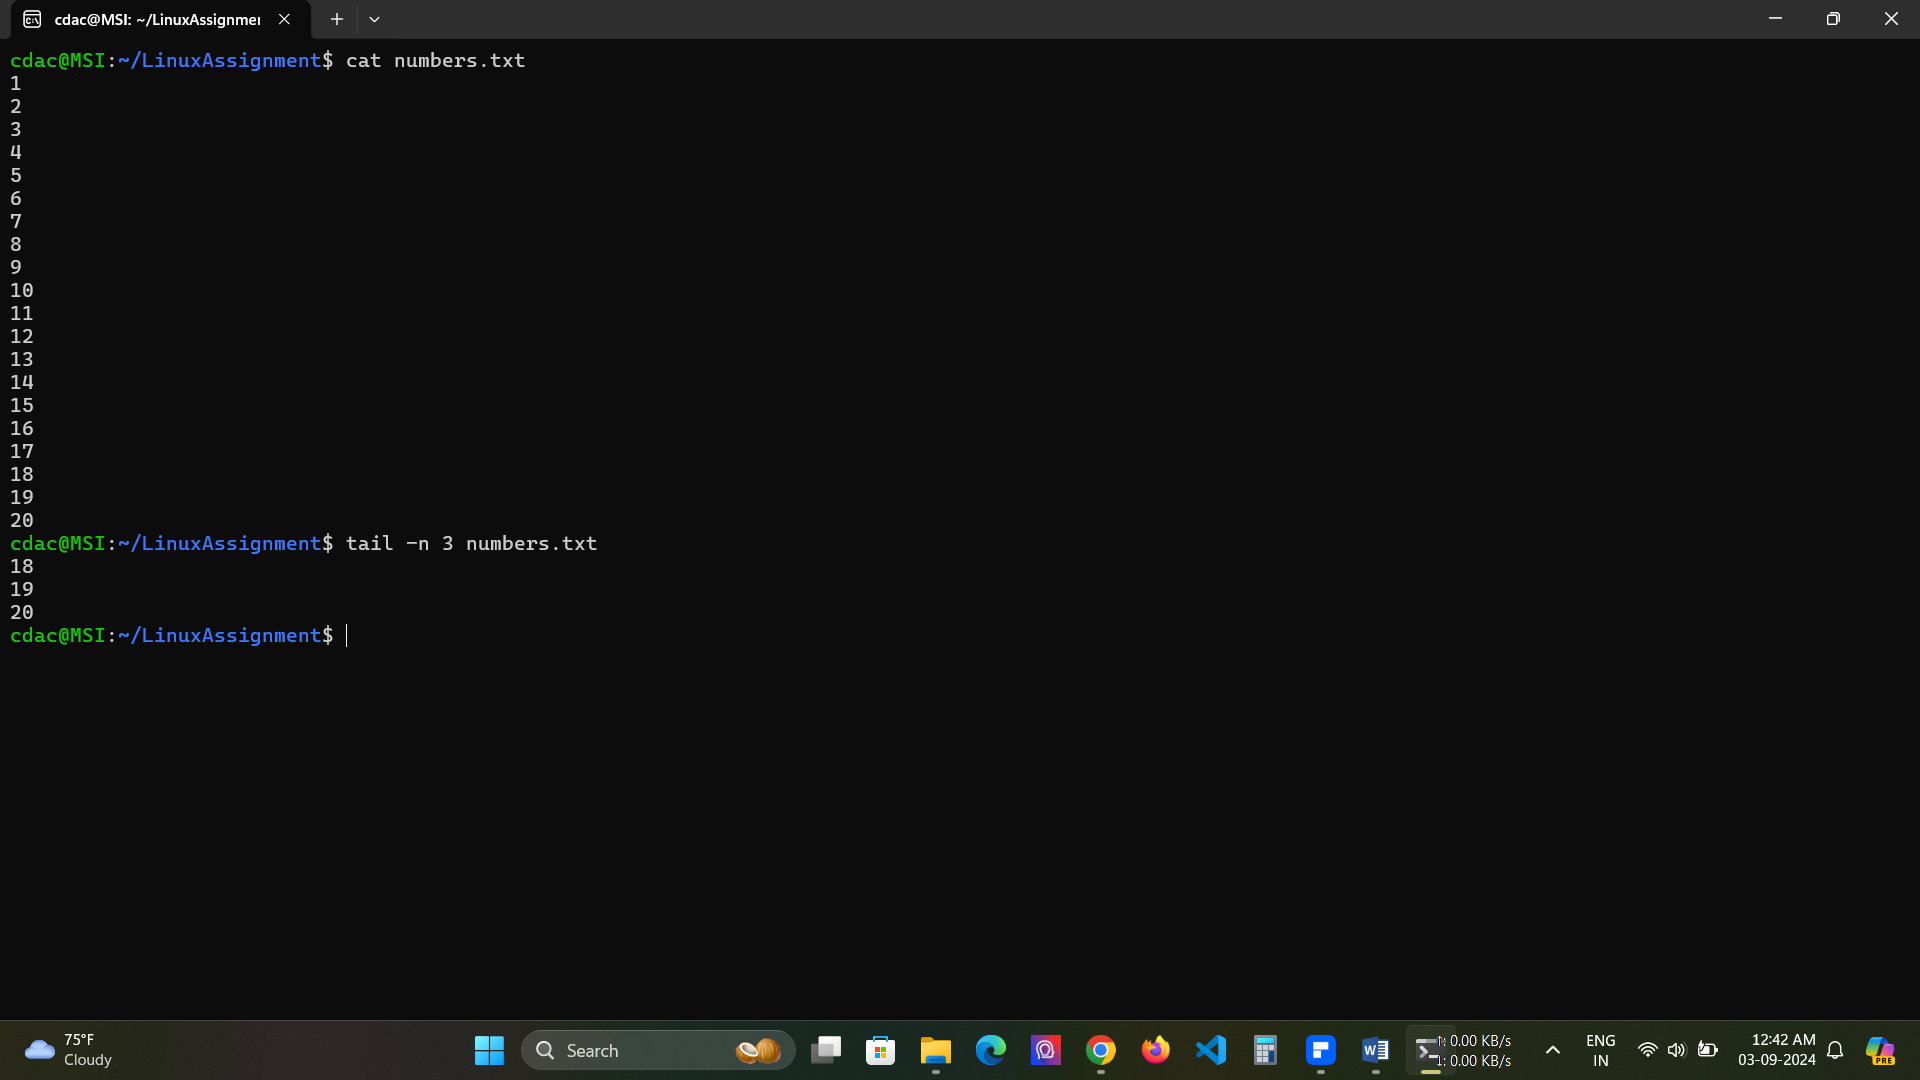 cdac@MSI: ~/LinuxAssignmer
cdac@MSI:~/LinuxAssignment$ cat numbers.txt
1
2
3
4
5
6
7
8
9
10
11
12
13
14
15
16
17
18
19
20
cdac@MSI:~/LinuxAssignment$ tail -n 3 numbers.txt
18
19
20
cdac@MSI:~/LinuxAssignment$
75°F
Cloudy
Search
↑: 0.00 KB/s
↓: 0.00 KB/s
ENG
IN
12:42 AM
03-09-2024
PRE